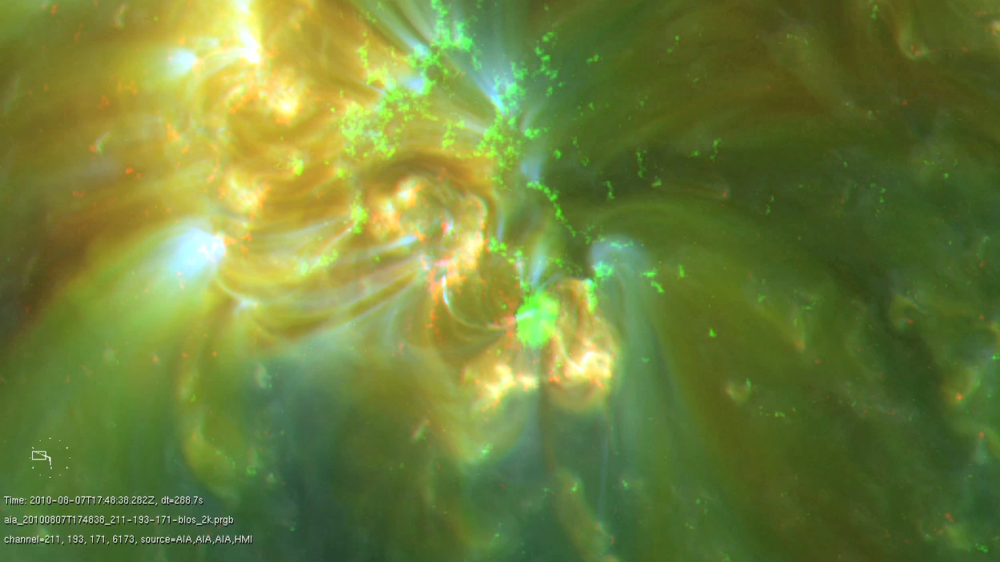 Time: 2010-08-07T17:48:38.282Z, dt=288.7s
aia_20100807T174838_211-193-171-blos_2k.prgb
channel=211, 193, 171, 6173, source=AIA,AIA,AIA,HMI